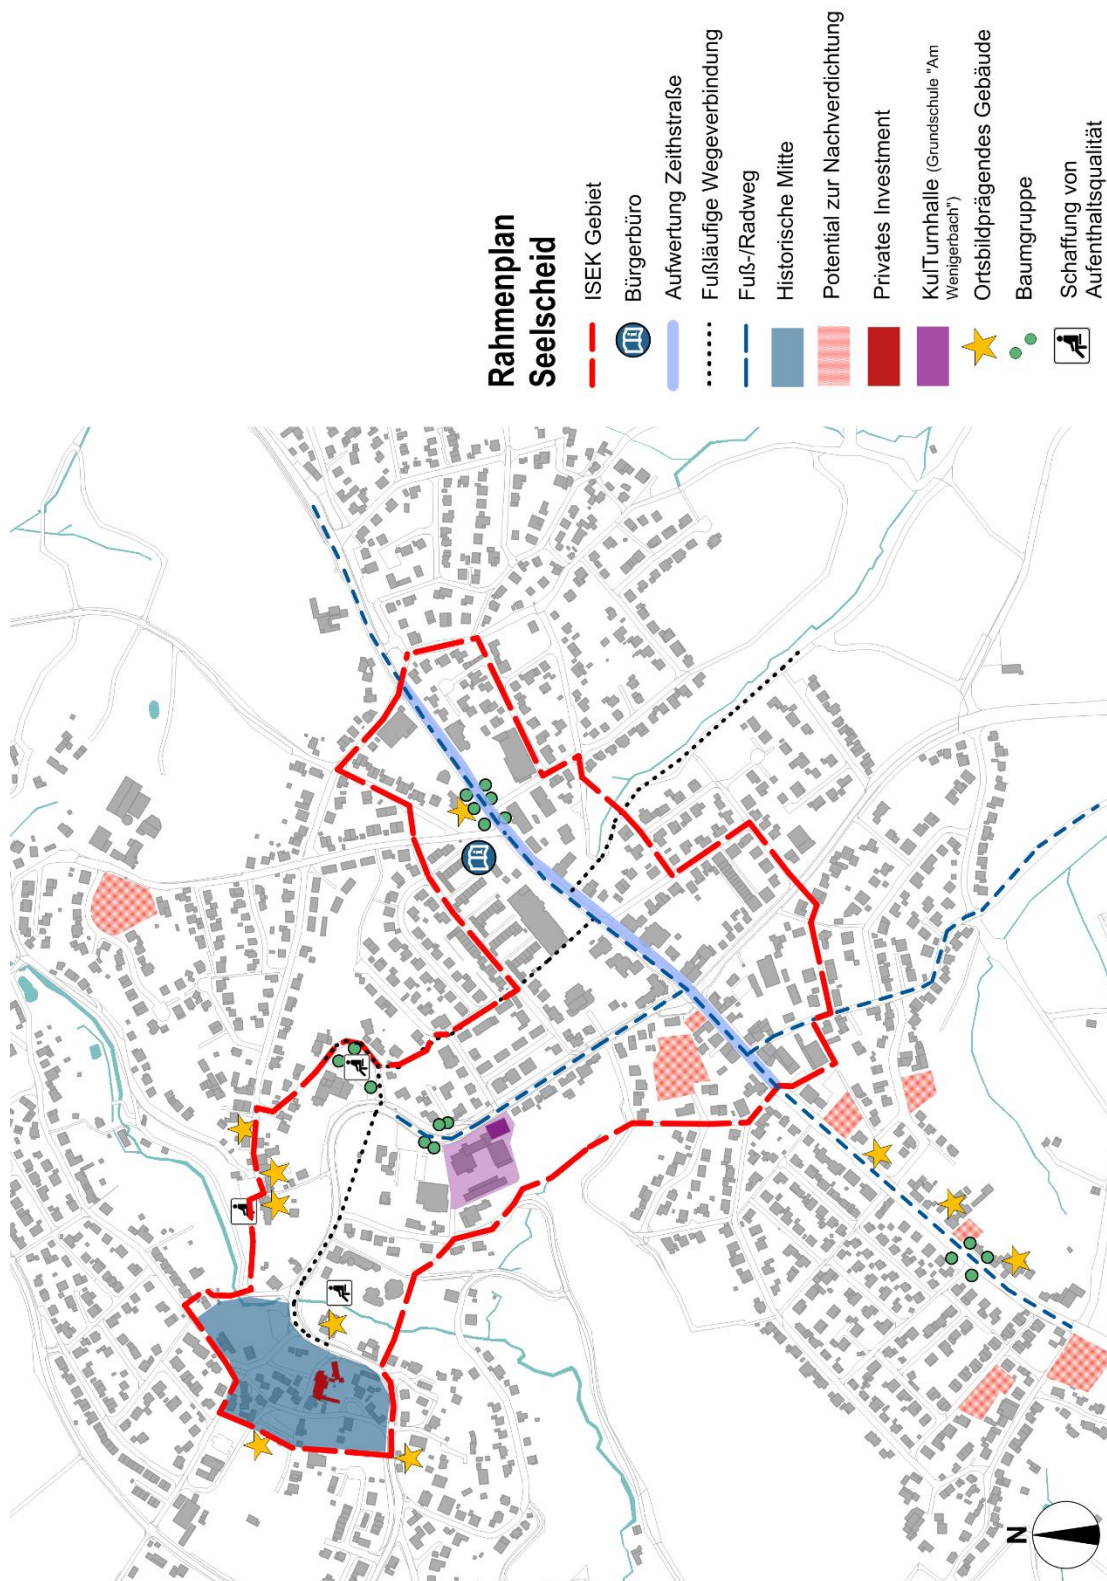 Rahmenplan
Seelscheid
ISEK Gebiet
Bürgerbüro
Aufwertung Zeithstraße
Fußläufige Wegeverbindung
Fuß-/Radweg
Historische Mitte
Potential zur Nachverdichtung
Privates Investment
KulTurnhalle (Grundschule "Am
Wenigerbach")
Ortsbildprägendes Gebäude
Baumgruppe
Schaffung von
Aufenthaltsqualität
N